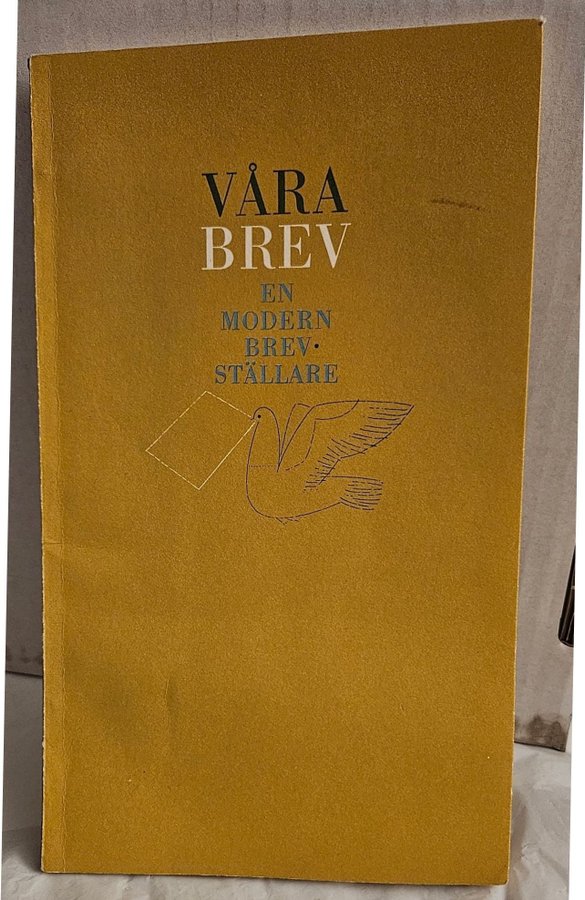 VÅRA
BREV
EN
MODERN
BREV·
STÄLLARE